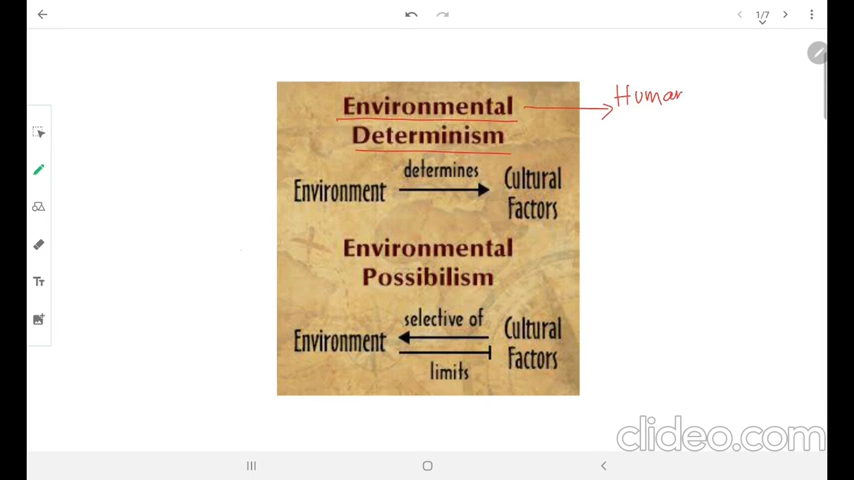 1/7
Environmental
Determinism
Human
determines
Environment
Cultural
Factors
Environmental
Possibilism
selective of
Environment
Cultural
Factors
limits
Tт
clideo.com